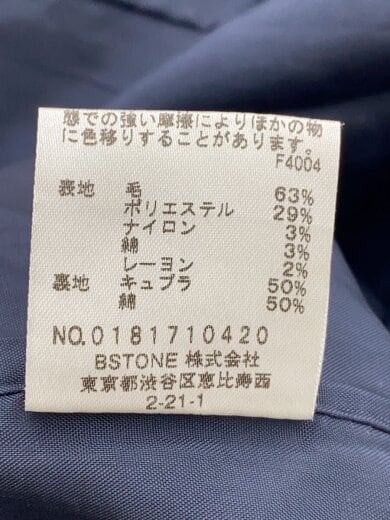 態での強い摩擦によりほかの物
に色移りすることがあります。
F4004
表地 毛 63%
ポリエステル 29%
ナイロン 3%
綿 3%
レーヨン 2%
裏地 キュプラ 50%
綿 50%
NO.0181710420
BSTONE 株式会社
東京都渋谷区恵比寿西
2-21-1